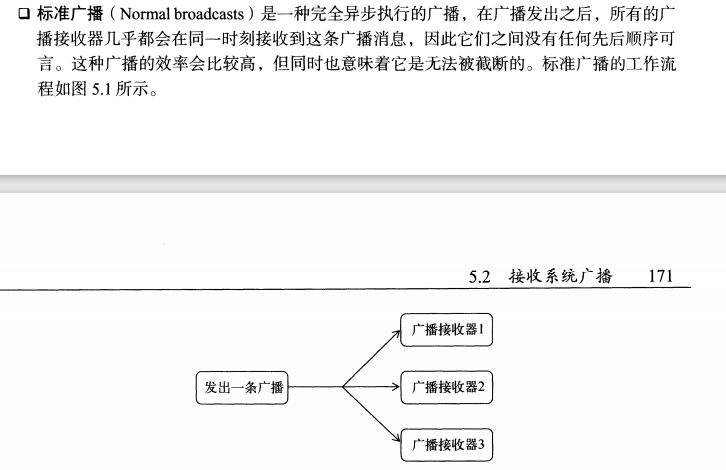 标准广播（Normal broadcasts）是一种完全异步执行的广播，在广播发出之后，所有的广
播接收器几乎都会在同一时刻接收到这条广播消息，因此它们之间没有任何先后顺序可
言。这种广播的效率会比较高，但同时也意味着它是无法被截断的。标准广播的工作流
程如图 5.1 所示。
5.2 接收系统广播 171
广播接收器1
发出一条广播
广播接收器2
广播接收器3